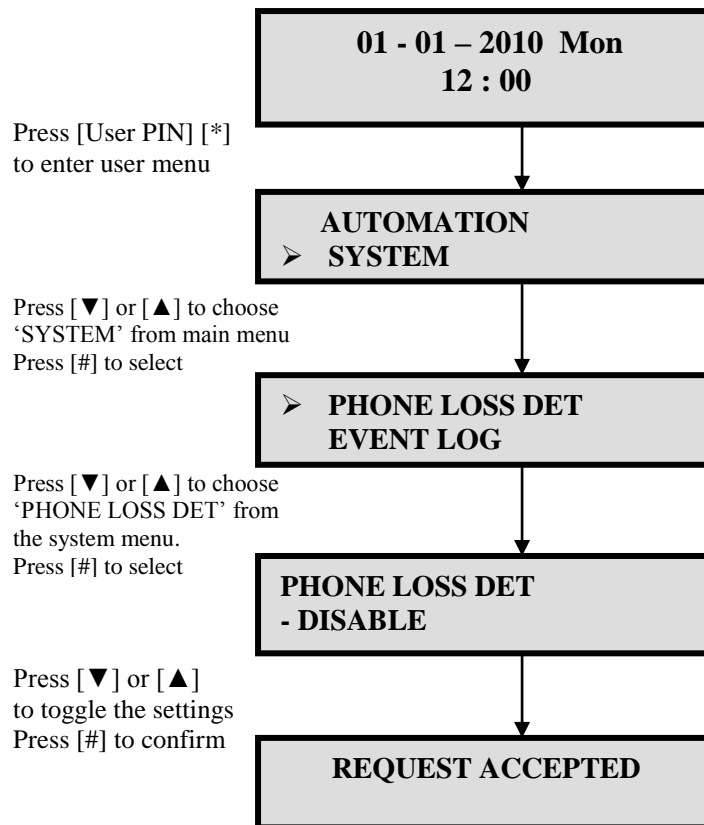 01 - 01 – 2010 Mon
12 : 00
Press [User PIN] [*]
to enter user menu
AUTOMATION
➢ SYSTEM
Press [▼] or [▲] to choose
‘SYSTEM’ from main menu
Press [#] to select
➢ PHONE LOSS DET
EVENT LOG
Press [▼] or [▲] to choose
‘PHONE LOSS DET’ from
the system menu.
Press [#] to select
PHONE LOSS DET
- DISABLE
Press [▼] or [▲]
to toggle the settings
Press [#] to confirm
REQUEST ACCEPTED